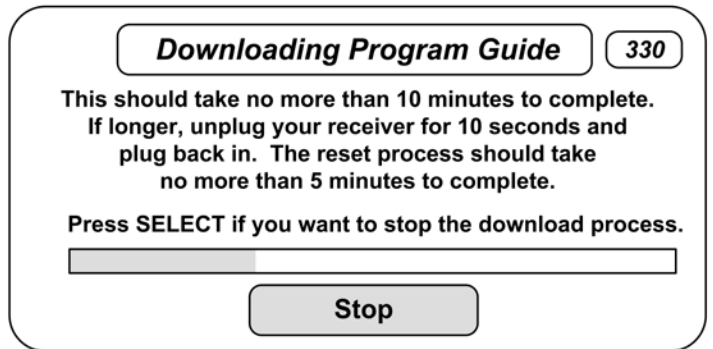 Downloading Program Guide 330
This should take no more than 10 minutes to complete.
If longer, unplug your receiver for 10 seconds and
plug back in. The reset process should take
no more than 5 minutes to complete.
Press SELECT if you want to stop the download process.
Stop